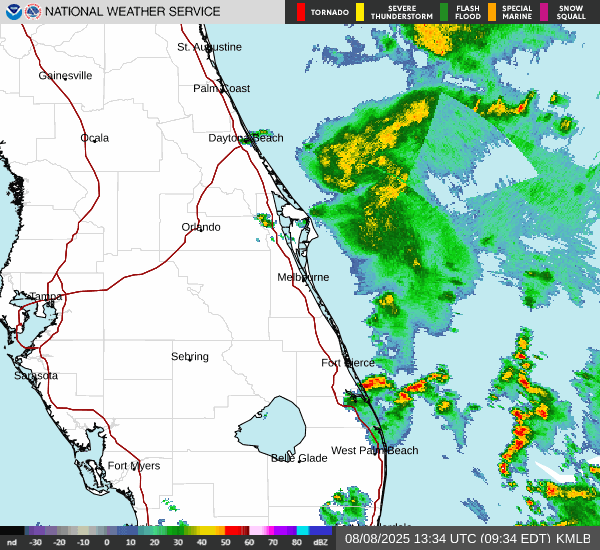 NATIONAL WEATHER SERVICE
TORNADO
SEVERE THUNDERSTORM
FLASH FLOOD
SPECIAL MARINE
SNOW SQUALL
St. Augustine
Gainesville
Palm Coast
Ocala
Daytona Beach
Orlando
Melbourne
Tampa
Sebring
Fort Pierce
Sarasota
West Palm Beach
Belle Glade
Fort Myers
nd -30 -20 -10 0 10 20 30 40 50 60 70 80 dBZ
08/08/2025 13:34 UTC (09:34 EDT) KMLB